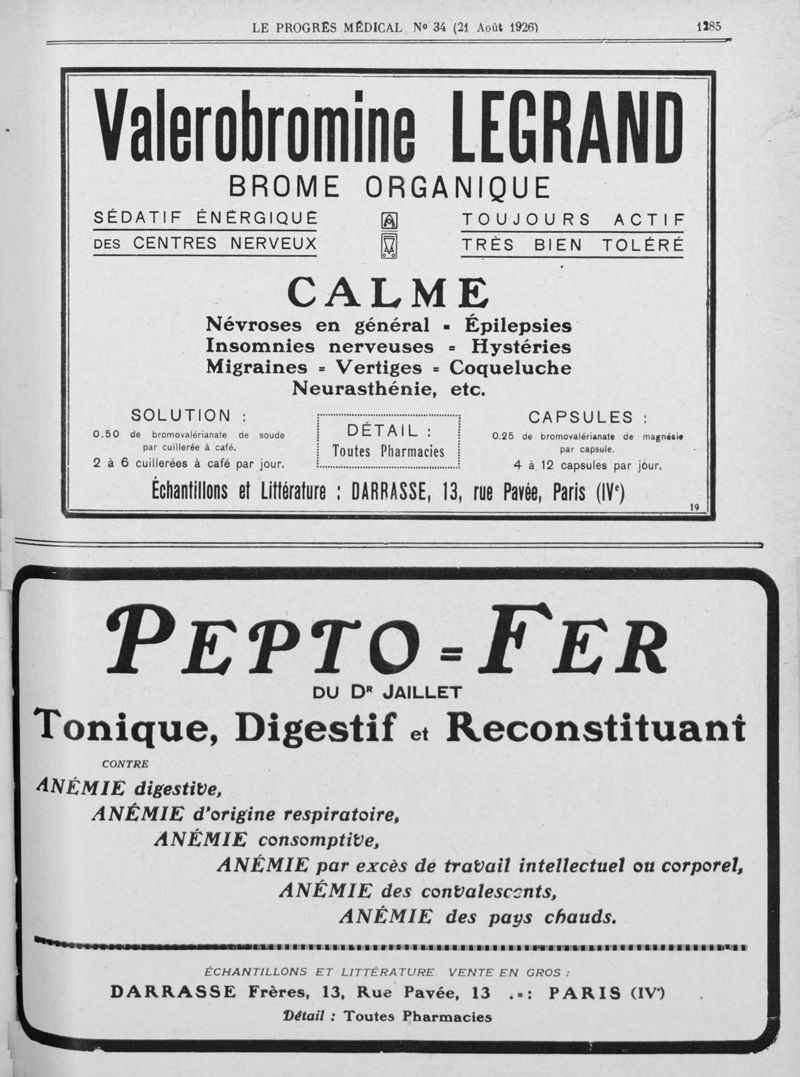 LE PROGRÈS MÉDICAL N° 34 (21 Août 1926) 1285
Valerobromine LEGRAND
BROME ORGANIQUE
SÉDATIF ÉNERGIQUE
DES CENTRES NERVEUX
TOUJOURS ACTIF
TRÈS BIEN TOLÉRÉ
CALME
Névroses en général = Épilepsies
Insomnies nerveuses = Hystéries
Migraines = Vertiges = Coqueluche
Neurasthénie, etc.
SOLUTION :
0.50 de bromovalérianate de soude
par cuillerée à café.
2 à 6 cuillerées à café par jour.
DÉTAIL :
Toutes Pharmacies
CAPSULES :
0.25 de bromovalérianate de magnésie
par capsule.
4 à 12 capsules par jour.
Échantillons et Littérature : DARRASSE, 13, rue Pavée, Paris (IVe)
19
PEPTO=FER
DU DR JAILLET
Tonique, Digestif et Reconstituant
CONTRE
ANÉMIE digestive,
ANÉMIE d'origine respiratoire,
ANÉMIE consomptive,
ANÉMIE par excès de travail intellectuel ou corporel,
ANÉMIE des convalescents,
ANÉMIE des pays chauds.
ÉCHANTILLONS ET LITTÉRATURE. VENTE EN GROS :
DARRASSE Frères, 13, Rue Pavée, 13 .=: PARIS (IVe)
Détail : Toutes Pharmacies